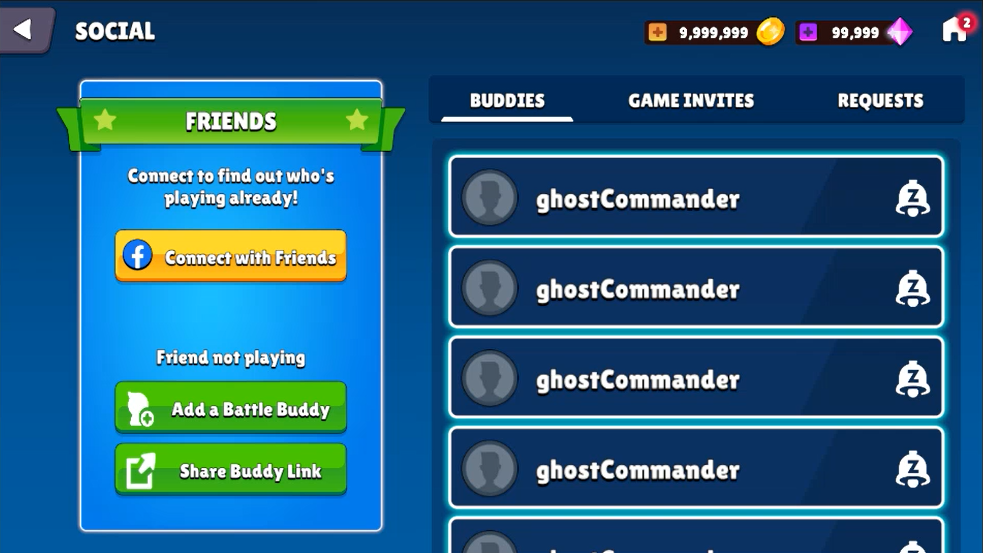 SOCIAL
9,999,999
99,999
2
FRIENDS
Connect to find out who's
playing already!
Connect with Friends
Friend not playing
Add a Battle Buddy
Share Buddy Link
BUDDIES
GAME INVITES
REQUESTS
ghostCommander
Z
ghostCommander
Z
ghostCommander
Z
ghostCommander
Z